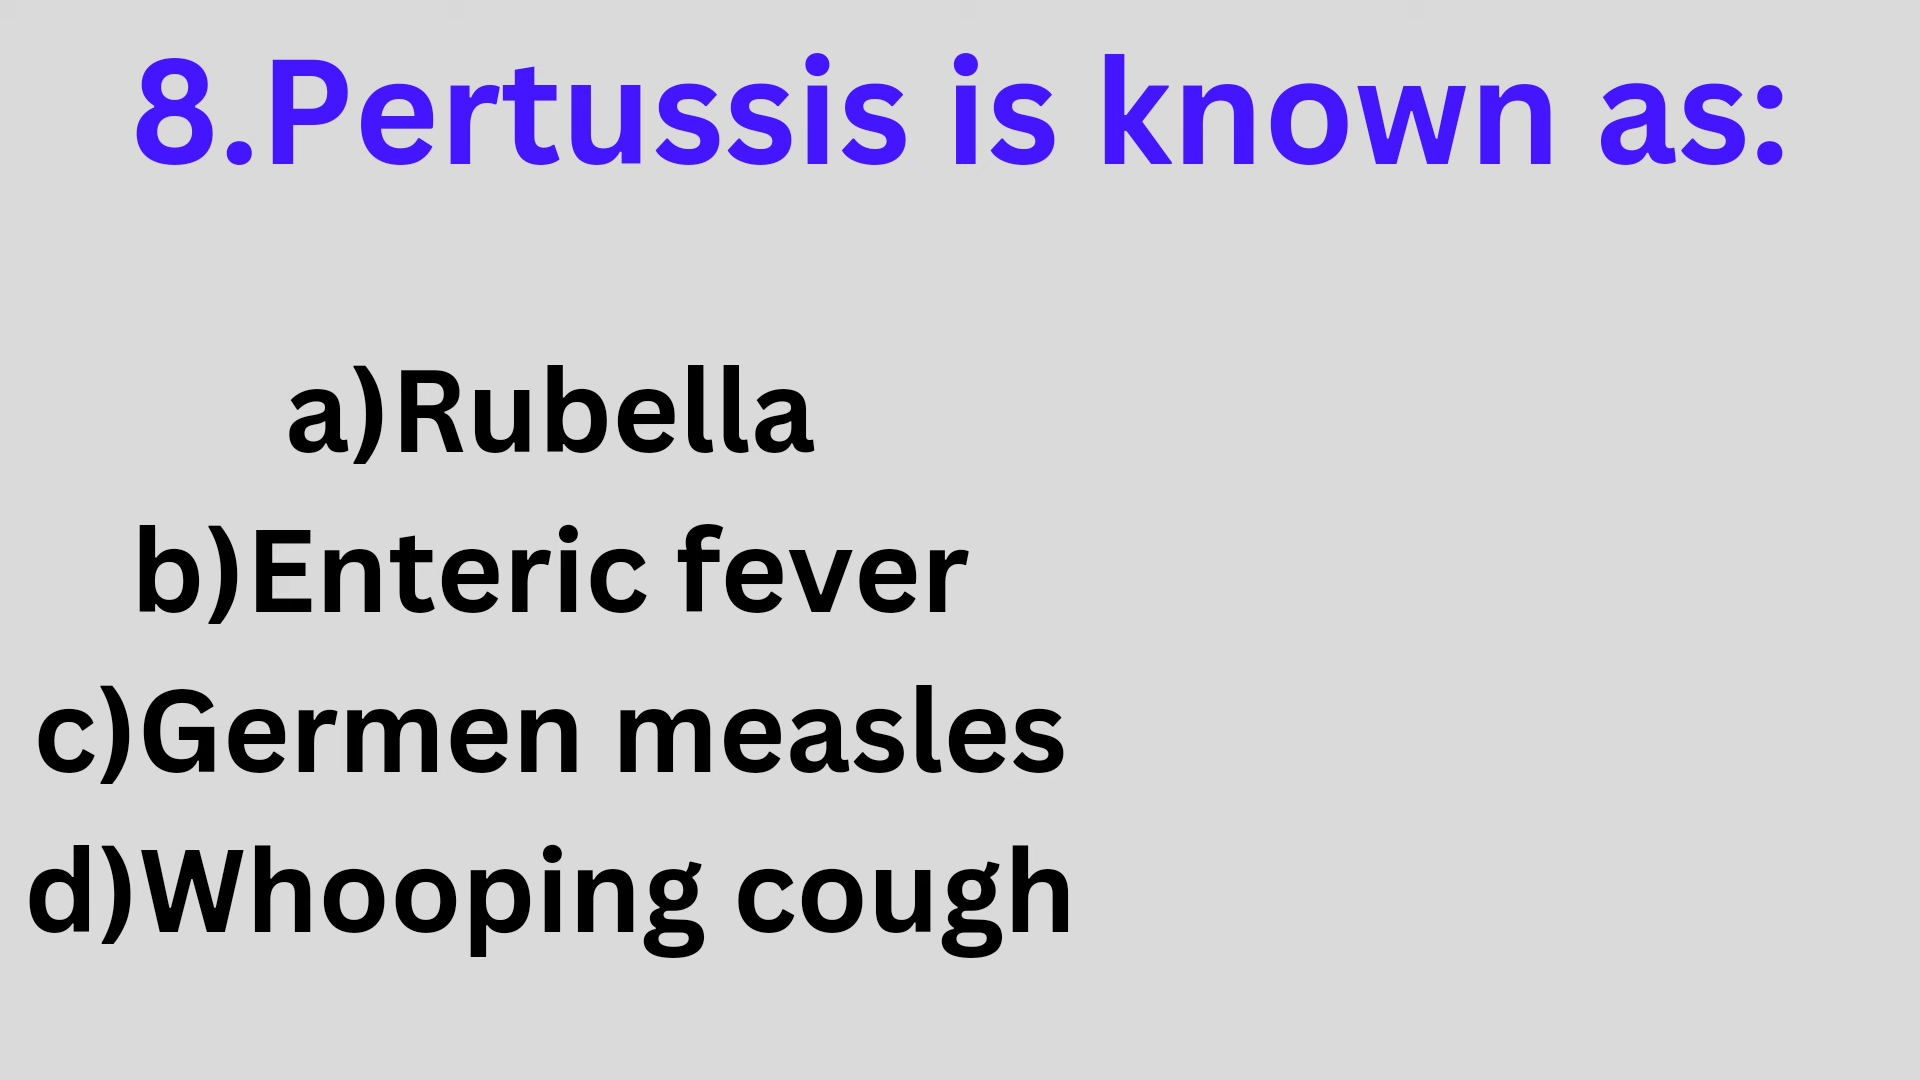 8.Pertussis is known as:
a)Rubella
b)Enteric fever
c)Germen measles
d)Whooping cough